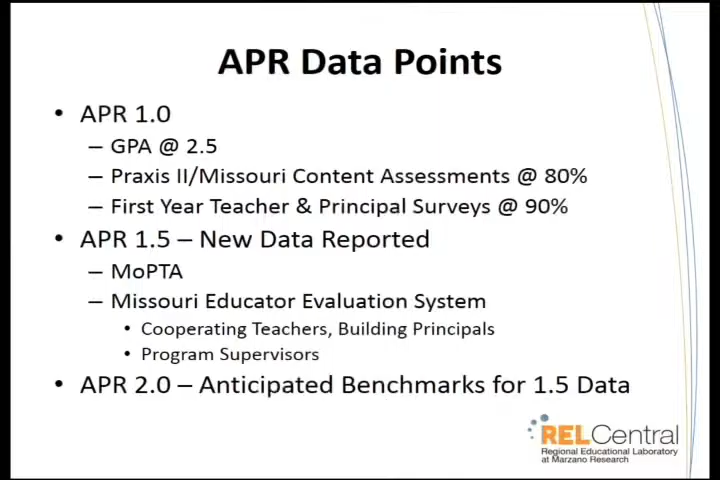 APR Data Points
• APR 1.0
– GPA @ 2.5
– Praxis II/Missouri Content Assessments @ 80%
– First Year Teacher & Principal Surveys @ 90%
• APR 1.5 – New Data Reported
– MoPTA
– Missouri Educator Evaluation System
• Cooperating Teachers, Building Principals
• Program Supervisors
• APR 2.0 – Anticipated Benchmarks for 1.5 Data
RELCentral
Regional Educational Laboratory
at Marzano Research